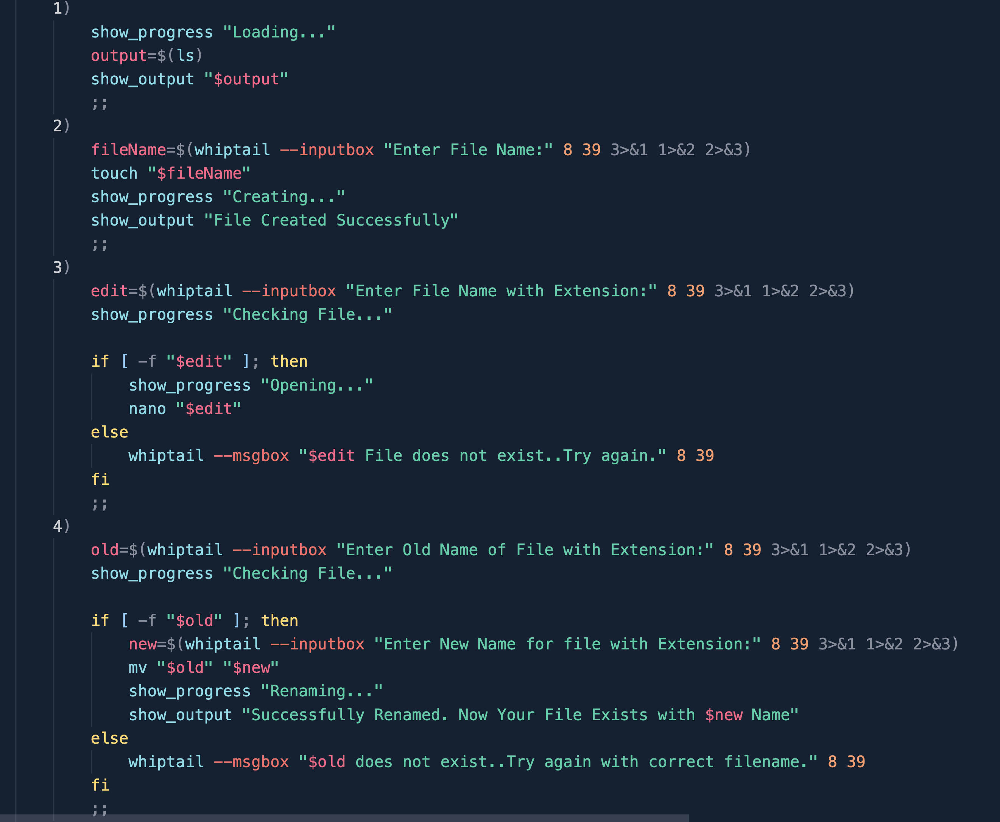 1)
show_progress "Loading..."
output=$(ls)
show_output "$output"
;;
2)
fileName=$(whiptail --inputbox "Enter File Name:" 8 39 3>&1 1>&2 2>&3)
touch "$fileName"
show_progress "Creating..."
show_output "File Created Successfully"
;;
3)
edit=$(whiptail --inputbox "Enter File Name with Extension:" 8 39 3>&1 1>&2 2>&3)
show_progress "Checking File..."
if [ -f "$edit" ]; then
show_progress "Opening..."
nano "$edit"
else
whiptail --msgbox "$edit File does not exist..Try again." 8 39
fi
;;
4)
old=$(whiptail --inputbox "Enter Old Name of File with Extension:" 8 39 3>&1 1>&2 2>&3)
show_progress "Checking File..."
if [ -f "$old" ]; then
new=$(whiptail --inputbox "Enter New Name for file with Extension:" 8 39 3>&1 1>&2 2>&3)
mv "$old" "$new"
show_progress "Renaming..."
show_output "Successfully Renamed. Now Your File Exists with $new Name"
else
whiptail --msgbox "$old does not exist..Try again with correct filename." 8 39
fi
;;